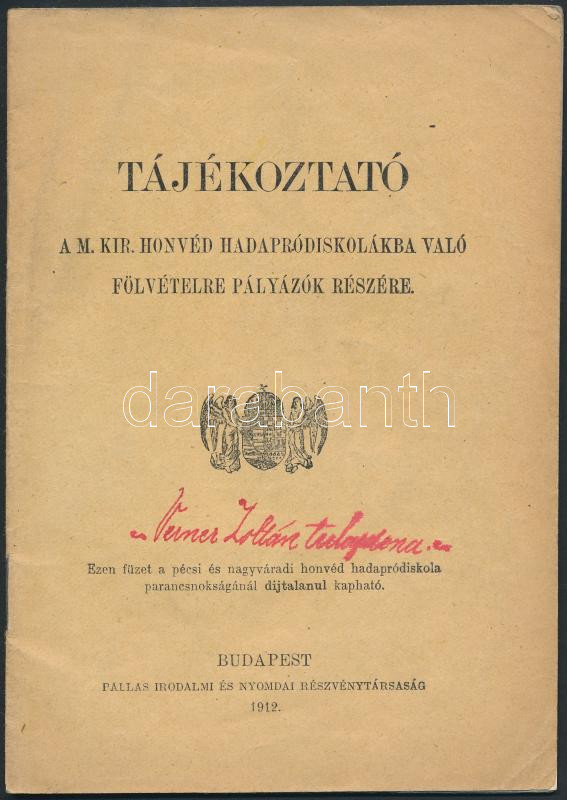 TÁJÉKOZTATÓ
A M. KIR. HONVÉD HADAPRÓDISKOLÁKBA VALÓ
FÖLVÉTELRE PÁLYÁZÓK RÉSZÉRE.
darabanth
Verner Zoltán tulajdona.
Ezen füzet a pécsi és nagyváradi honvéd hadapródiskola
parancsnokságánál dijtalanul kapható.
BUDAPEST
PALLAS IRODALMI ÉS NYOMDAI RÉSZVÉNYTÁRSASÁG
1912.